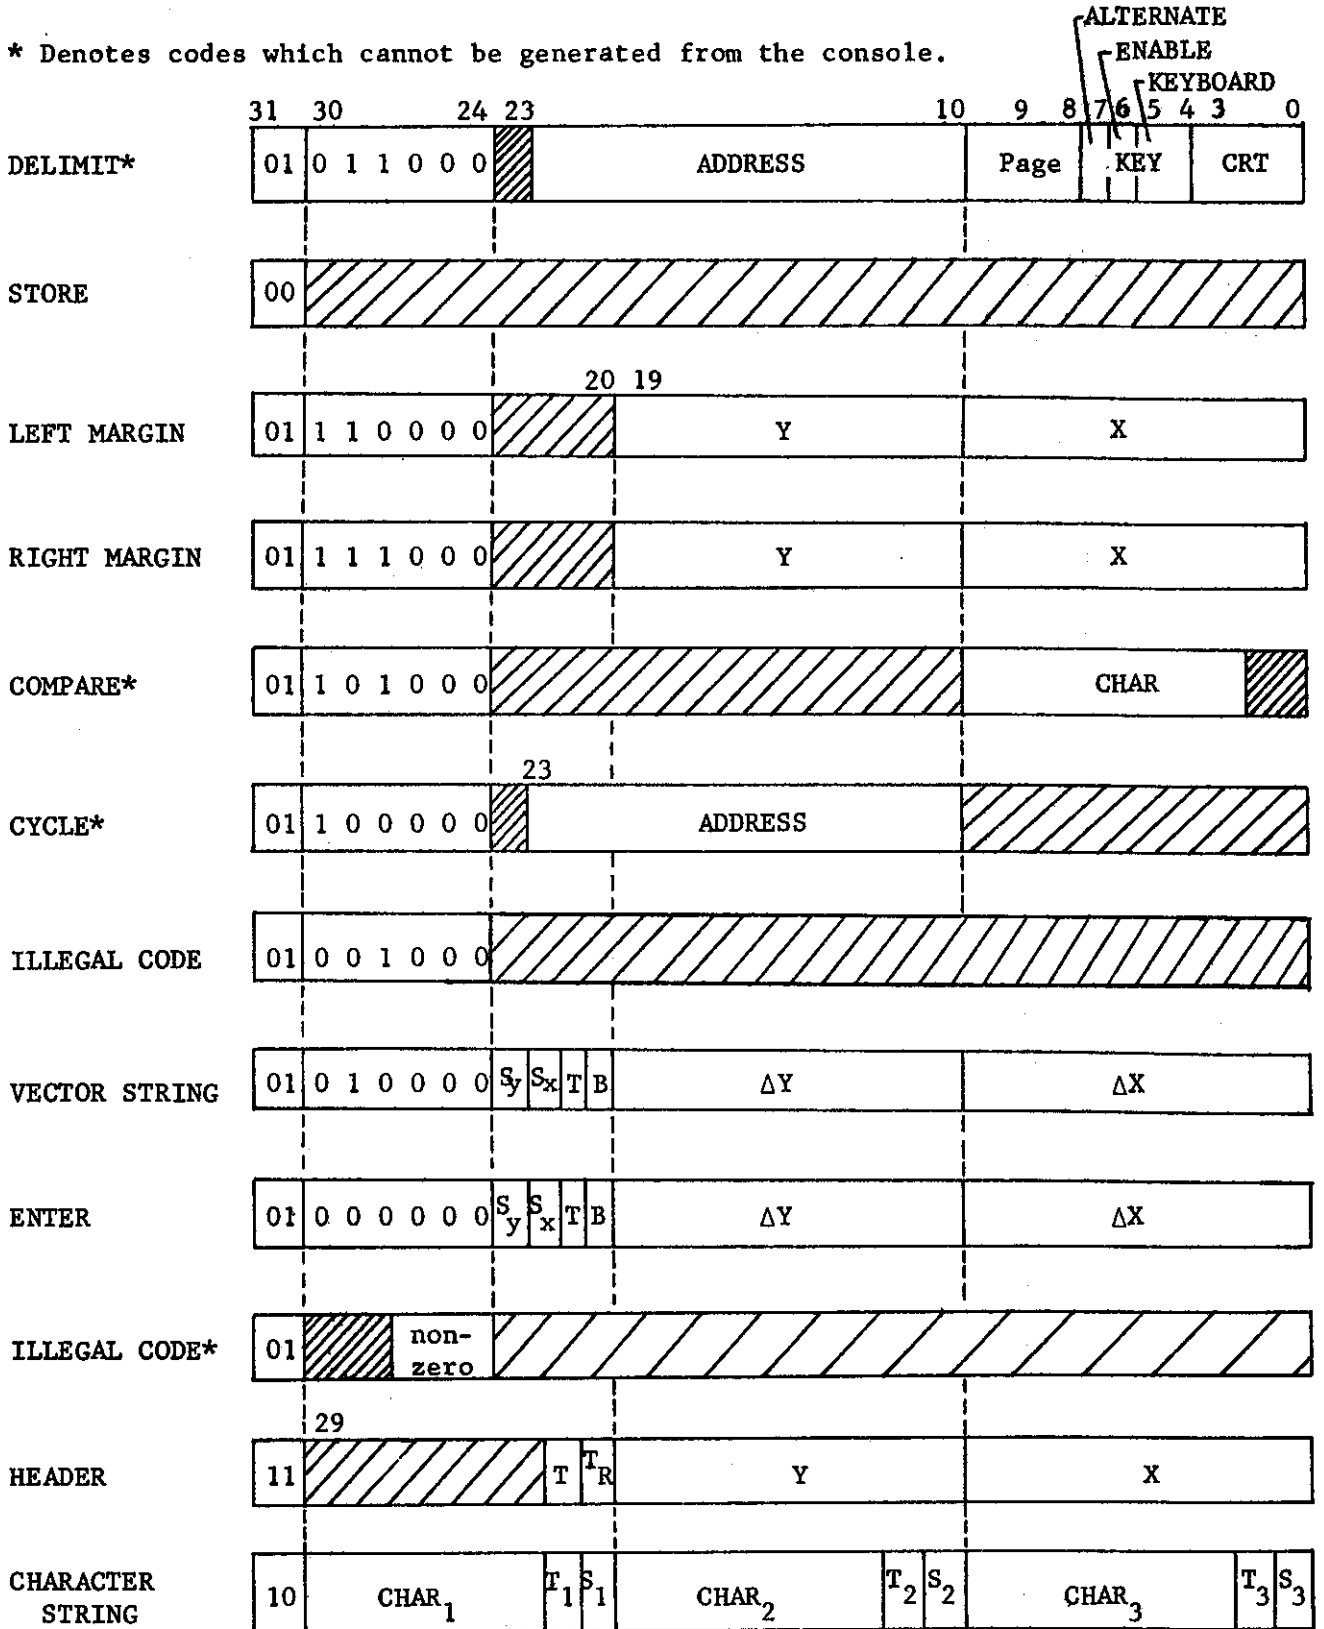 ALTERNATE
* Denotes codes which cannot be generated from the console.
ENABLE
KEYBOARD
31 30 24 23 10 9 8 7 6 5 4 3 0
DELIMIT* 01 0 1 1 0 0 0 ADDRESS Page KEY CRT
STORE 00
20 19
LEFT MARGIN 01 1 1 0 0 0 0 Y X
RIGHT MARGIN 01 1 1 1 0 0 0 Y X
COMPARE* 01 1 0 1 0 0 0 CHAR
23
CYCLE* 01 1 0 0 0 0 0 ADDRESS
ILLEGAL CODE 01 0 0 1 0 0 0
VECTOR STRING 01 0 1 0 0 0 0 Sy Sx T B ΔY ΔX
ENTER 01 0 0 0 0 0 0 Sy Sx T B ΔY ΔX
ILLEGAL CODE* 01 non-
zero
29
HEADER 11 T TR Y X
CHARACTER
STRING 10 CHAR1 T1 S1 CHAR2 T2 S2 CHAR3 T3 S3